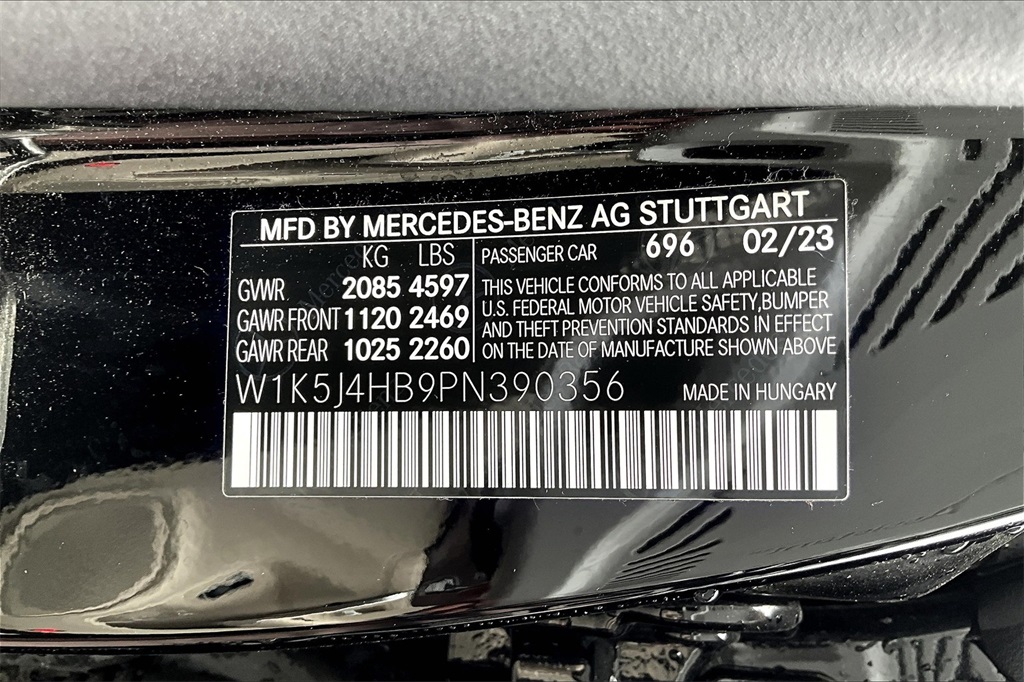 MFD BY MERCEDES-BENZ AG STUTTGART
KG LBS
GVWR 2085 4597
GAWR FRONT 1120 2469
GAWR REAR 1025 2260
PASSENGER CAR 696 02/23
THIS VEHICLE CONFORMS TO ALL APPLICABLE
U.S. FEDERAL MOTOR VEHICLE SAFETY,BUMPER
AND THEFT PREVENTION STANDARDS IN EFFECT
ON THE DATE OF MANUFACTURE SHOWN ABOVE
W1K5J4HB9PN390356
MADE IN HUNGARY